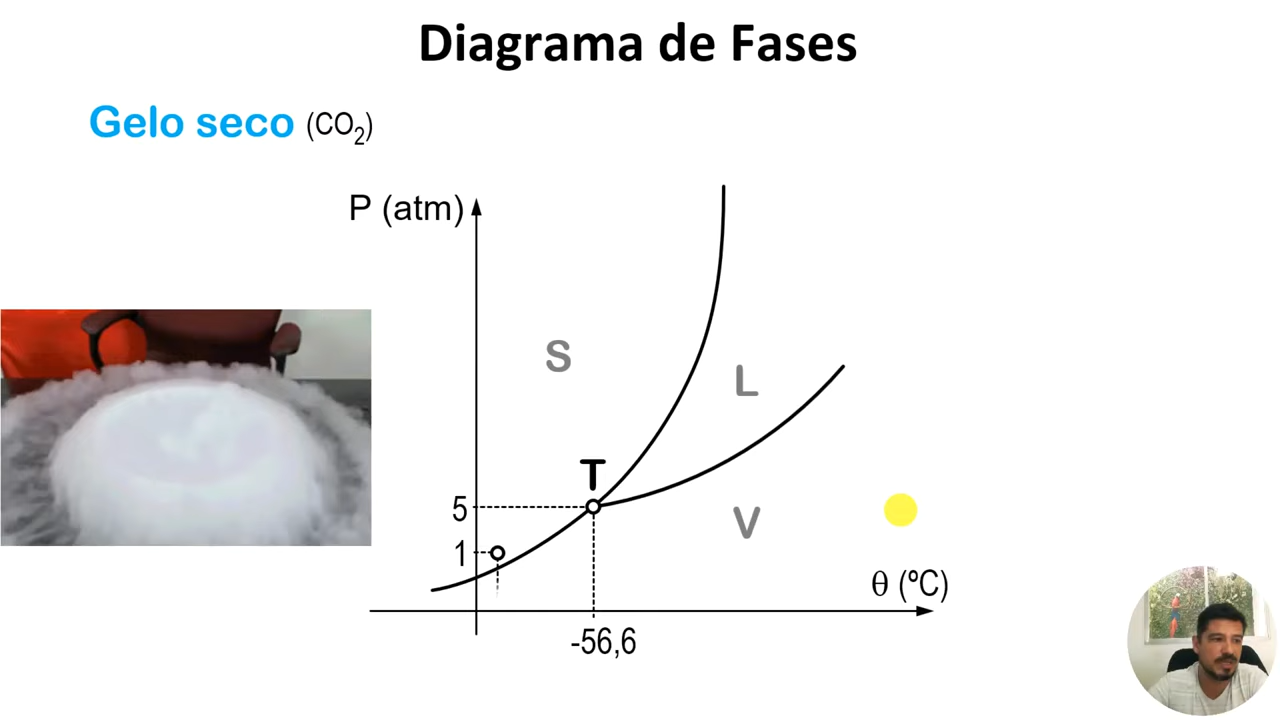 Diagrama de Fases
Gelo seco (CO₂)
P (atm)
S
L
T
5
V
1
θ (ºC)
-56,6